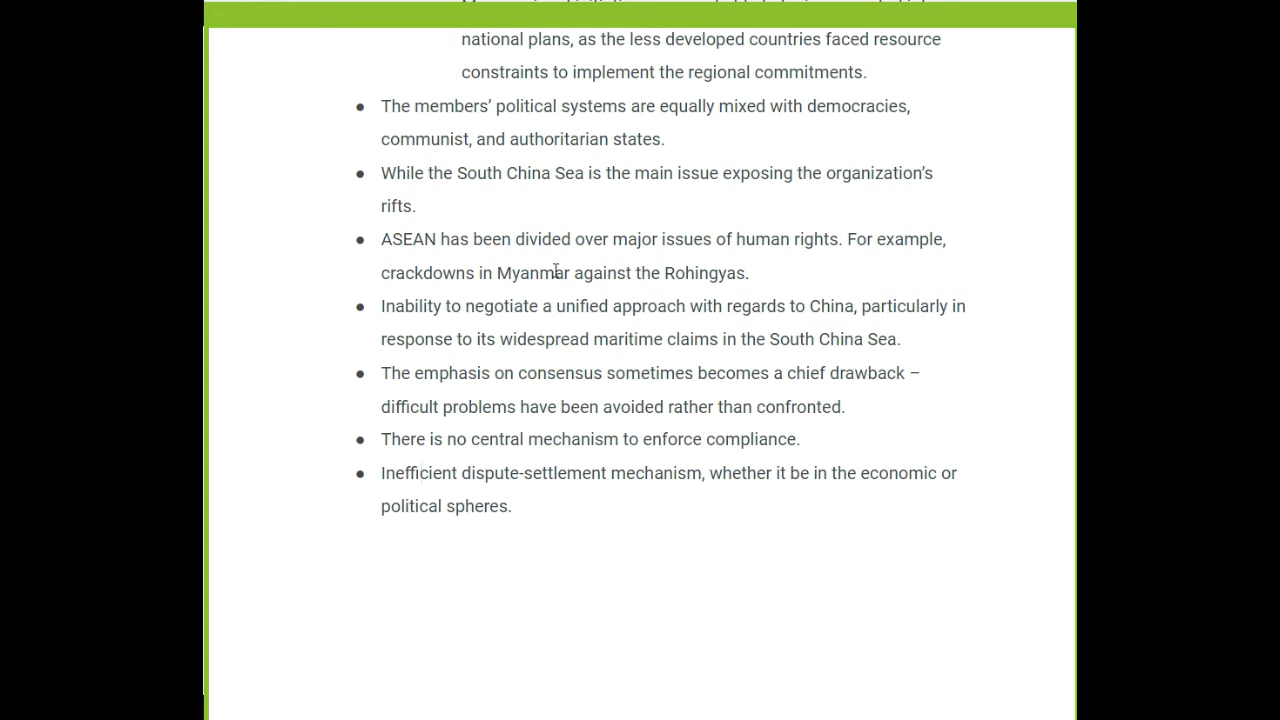 national plans, as the less developed countries faced resource
constraints to implement the regional commitments.
● The members’ political systems are equally mixed with democracies,
communist, and authoritarian states.
● While the South China Sea is the main issue exposing the organization’s
rifts.
● ASEAN has been divided over major issues of human rights. For example,
crackdowns in Myanmar against the Rohingyas.
● Inability to negotiate a unified approach with regards to China, particularly in
response to its widespread maritime claims in the South China Sea.
● The emphasis on consensus sometimes becomes a chief drawback –
difficult problems have been avoided rather than confronted.
● There is no central mechanism to enforce compliance.
● Inefficient dispute-settlement mechanism, whether it be in the economic or
political spheres.